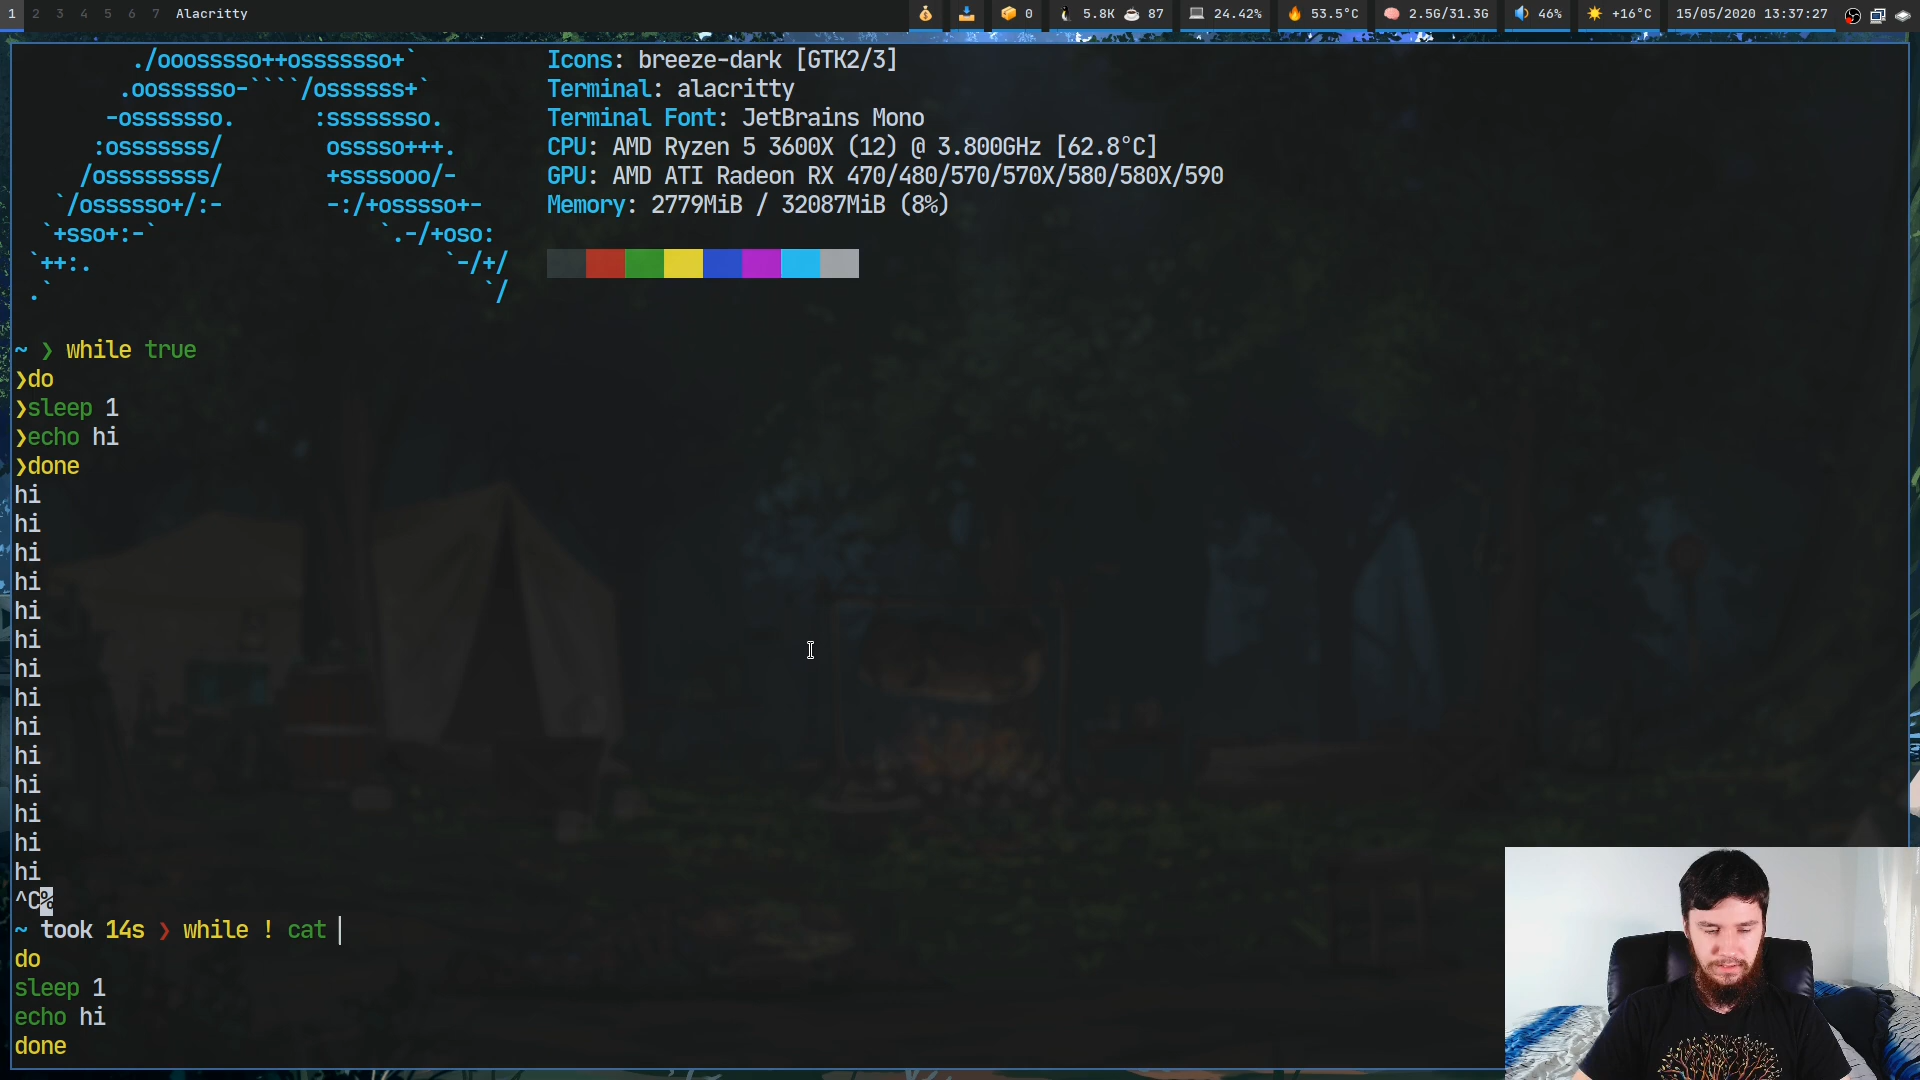 1 2 3 4 5 6 7 Alacritty 0 5.8K 87 24.42% 53.5°C 2.5G/31.3G 46% +16°C 15/05/2020 13:37:27
./ooosssso++osssssso+` Icons: breeze-dark [GTK2/3]
.oossssso-````/ossssss+` Terminal: alacritty
-ossssssso. :ssssssso. Terminal Font: JetBrains Mono
:osssssss/ osssso+++. CPU: AMD Ryzen 5 3600X (12) @ 3.800GHz [62.8°C]
/ossssssss/ +ssssooo/- GPU: AMD ATI Radeon RX 470/480/570/570X/580/580X/590
`/ossssso+/:- -:/+osssso+- Memory: 2779MiB / 32087MiB (8%)
`+sso+:-` `.-/+oso:
`++:. `-/+/
.` `/
~ ❯ while true
❯do
❯sleep 1
❯echo hi
❯done
hi
hi
hi
hi
hi
hi
hi
hi
hi
hi
hi
hi
hi
hi
^C%
~ took 14s ❯ while ! cat
do
sleep 1
echo hi
done